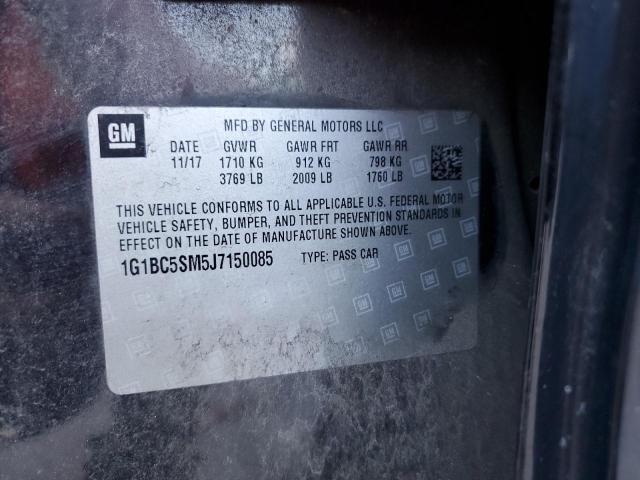 GM
MFD BY GENERAL MOTORS LLC
DATE GVWR GAWR FRT GAWR RR
11/17 1710 KG 912 KG 798 KG
3769 LB 2009 LB 1760 LB
THIS VEHICLE CONFORMS TO ALL APPLICABLE U.S. FEDERAL MOTOR
VEHICLE SAFETY, BUMPER, AND THEFT PREVENTION STANDARDS IN
EFFECT ON THE DATE OF MANUFACTURE SHOWN ABOVE.
1G1BC5SM5J7150085 TYPE: PASS CAR